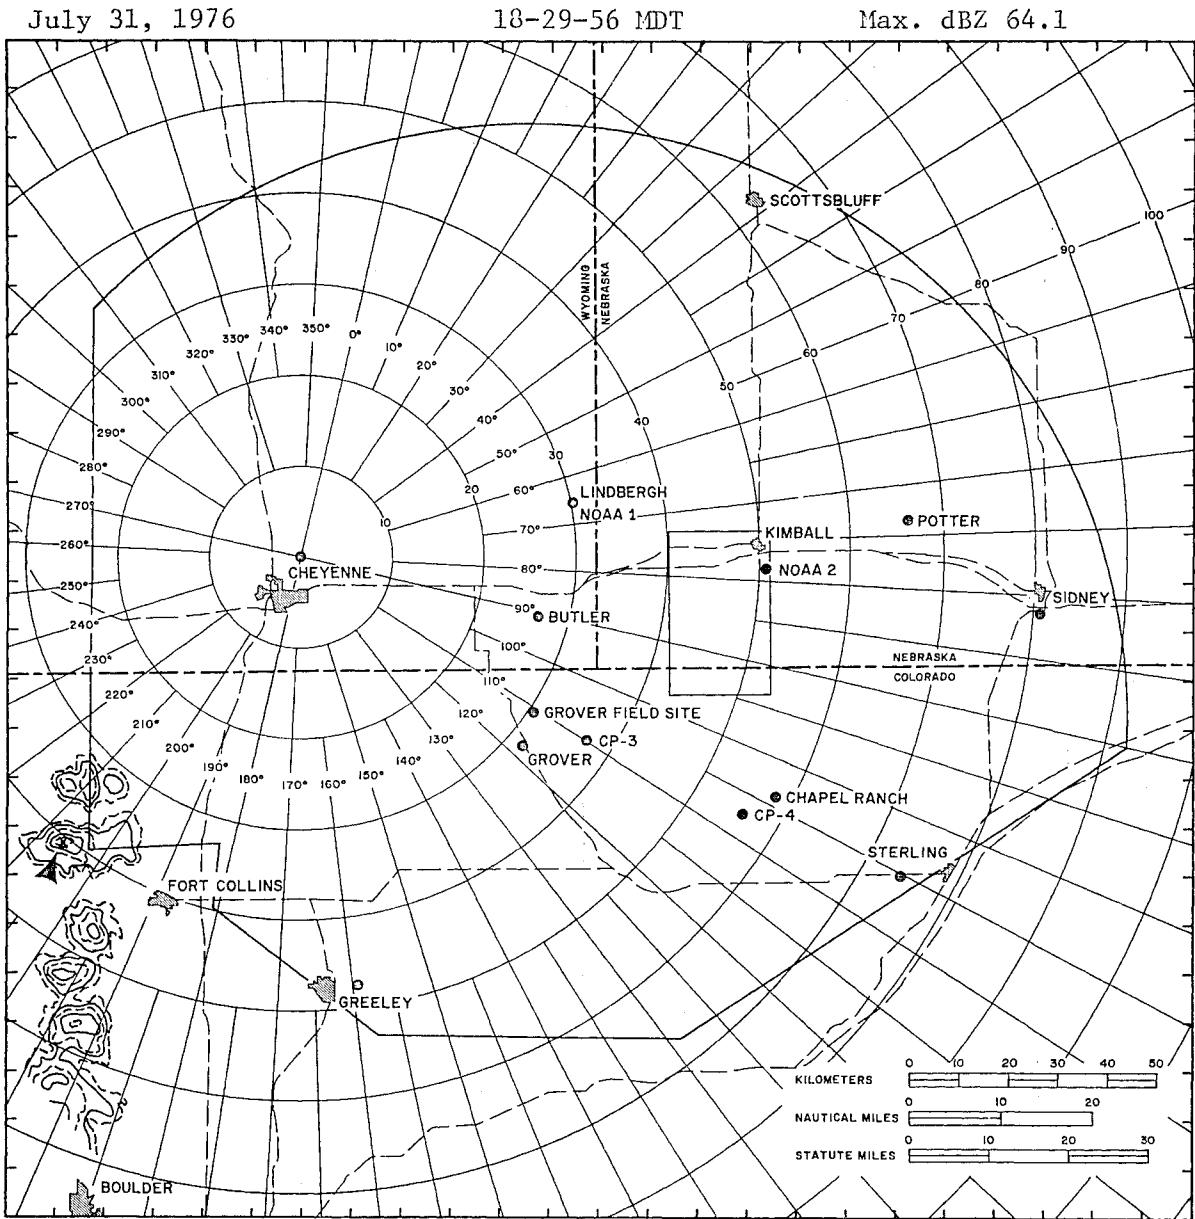 July 31, 1976 18-29-56 MDT Max. dBZ 64.1
SCOTTSBLUFF
100
90
80
70
60
50
40
30
20
10
WYOMING
NEBRASKA
350°
0°
10°
20°
30°
40°
50°
60°
70°
80°
90°
100°
110°
120°
130°
140°
150°
160°
170°
180°
190°
200°
210°
220°
230°
240°
250°
260°
270°
280°
290°
300°
310°
320°
330°
340°
LINDBERGH
NOAA 1
POTTER
KIMBALL
NOAA 2
CHEYENNE
SIDNEY
BUTLER
NEBRASKA
COLORADO
GROVER FIELD SITE
CP-3
GROVER
CHAPEL RANCH
CP-4
STERLING
FORT COLLINS
GREELEY
BOULDER
0 10 20 30 40 50
KILOMETERS
0 10 20
NAUTICAL MILES
0 10 20 30
STATUTE MILES